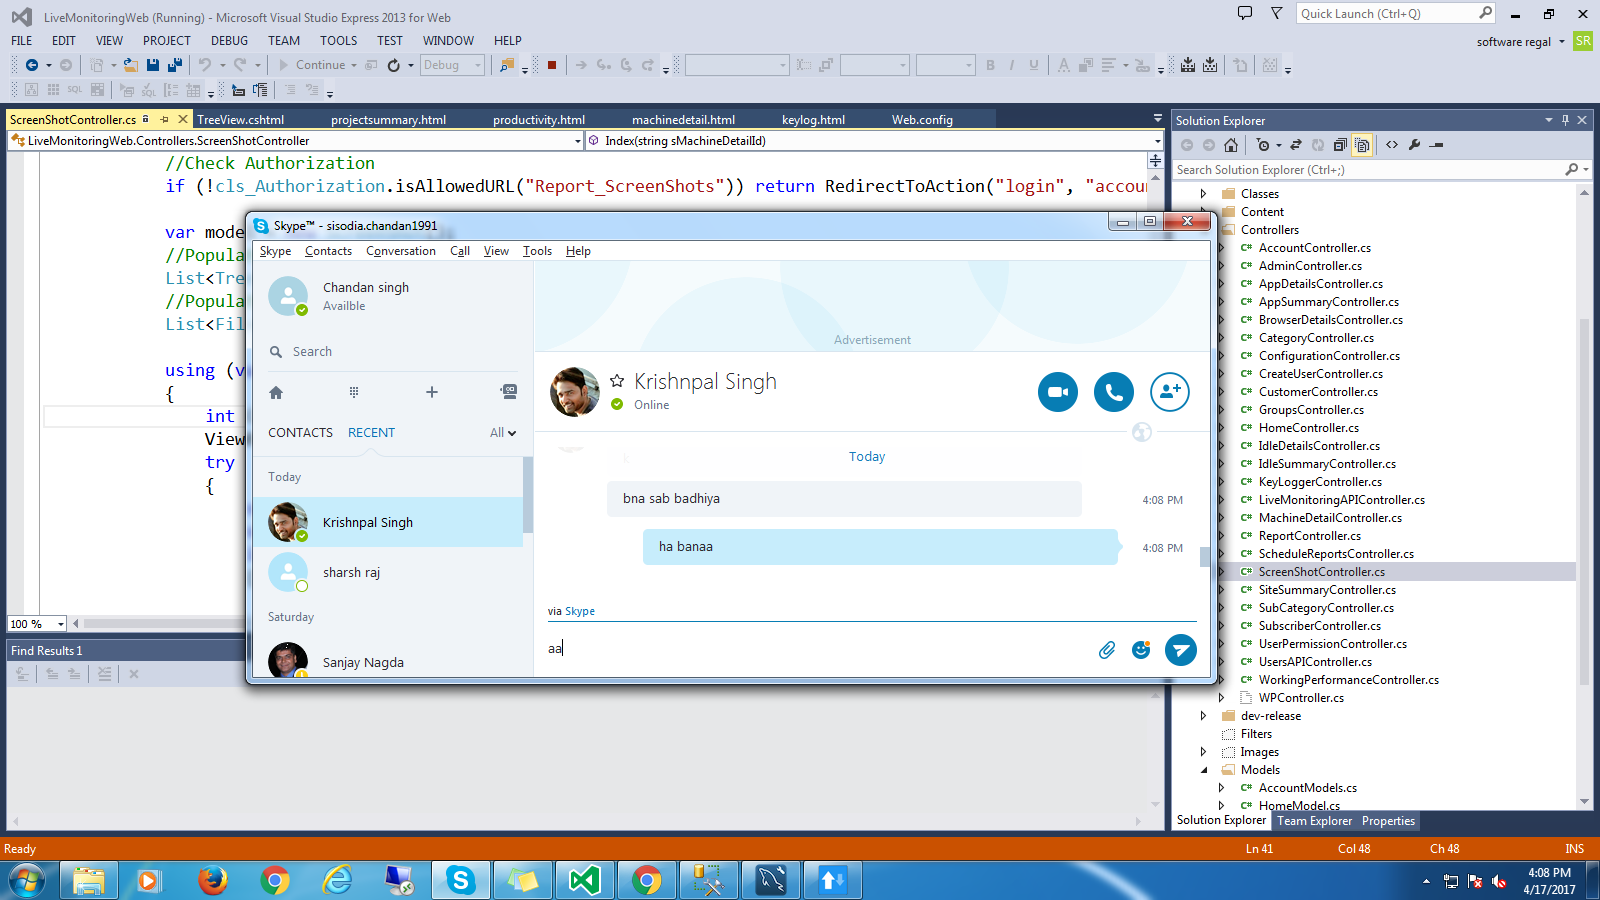 LiveMonitoringWeb (Running) - Microsoft Visual Studio Express 2013 for Web
Quick Launch (Ctrl+Q)
FILE EDIT VIEW PROJECT DEBUG TEAM TOOLS TEST WINDOW HELP
software regal SR
Continue Debug
ScreenShotController.cs TreeView.cshtml projectsummary.html productivity.html machinedetail.html keylog.html Web.config
LiveMonitoringWeb.Controllers.ScreenShotController Index(string sMachineDetailId)
//Check Authorization
if (!cls_Authorization.isAllowedURL("Report_ScreenShots")) return RedirectToAction("login", "accou
var mode
//Popula
List<Tre
//Popula
List<Fil
using (v
{
int
View
try
{
100 %
Find Results 1
Skype™ - sisodia.chandan1991
Skype Contacts Conversation Call View Tools Help
Chandan singh
Availble
Search
CONTACTS RECENT All
Today
Krishnpal Singh
sharsh raj
Saturday
Sanjay Nagda
Advertisement
Krishnpal Singh
Online
Today
bna sab badhiya 4:08 PM
ha banaa 4:08 PM
via Skype
aa
Solution Explorer
Search Solution Explorer (Ctrl+;)
Classes
Content
Controllers
AccountController.cs
AdminController.cs
AppDetailsController.cs
AppSummaryController.cs
BrowserDetailsController.cs
CategoryController.cs
ConfigurationController.cs
CreateUserController.cs
CustomerController.cs
GroupsController.cs
HomeController.cs
IdleDetailsController.cs
IdleSummaryController.cs
KeyLoggerController.cs
LiveMonitoringAPIController.cs
MachineDetailController.cs
ReportController.cs
ScheduleReportsController.cs
ScreenShotController.cs
SiteSummaryController.cs
SubCategoryController.cs
SubscriberController.cs
UserPermissionController.cs
UsersAPIController.cs
WorkingPerformanceController.cs
WPController.cs
dev-release
Filters
Images
Models
AccountModels.cs
HomeModel.cs
Solution Explorer Team Explorer Properties
Ready Ln 41 Col 48 Ch 48 INS
4:08 PM
4/17/2017